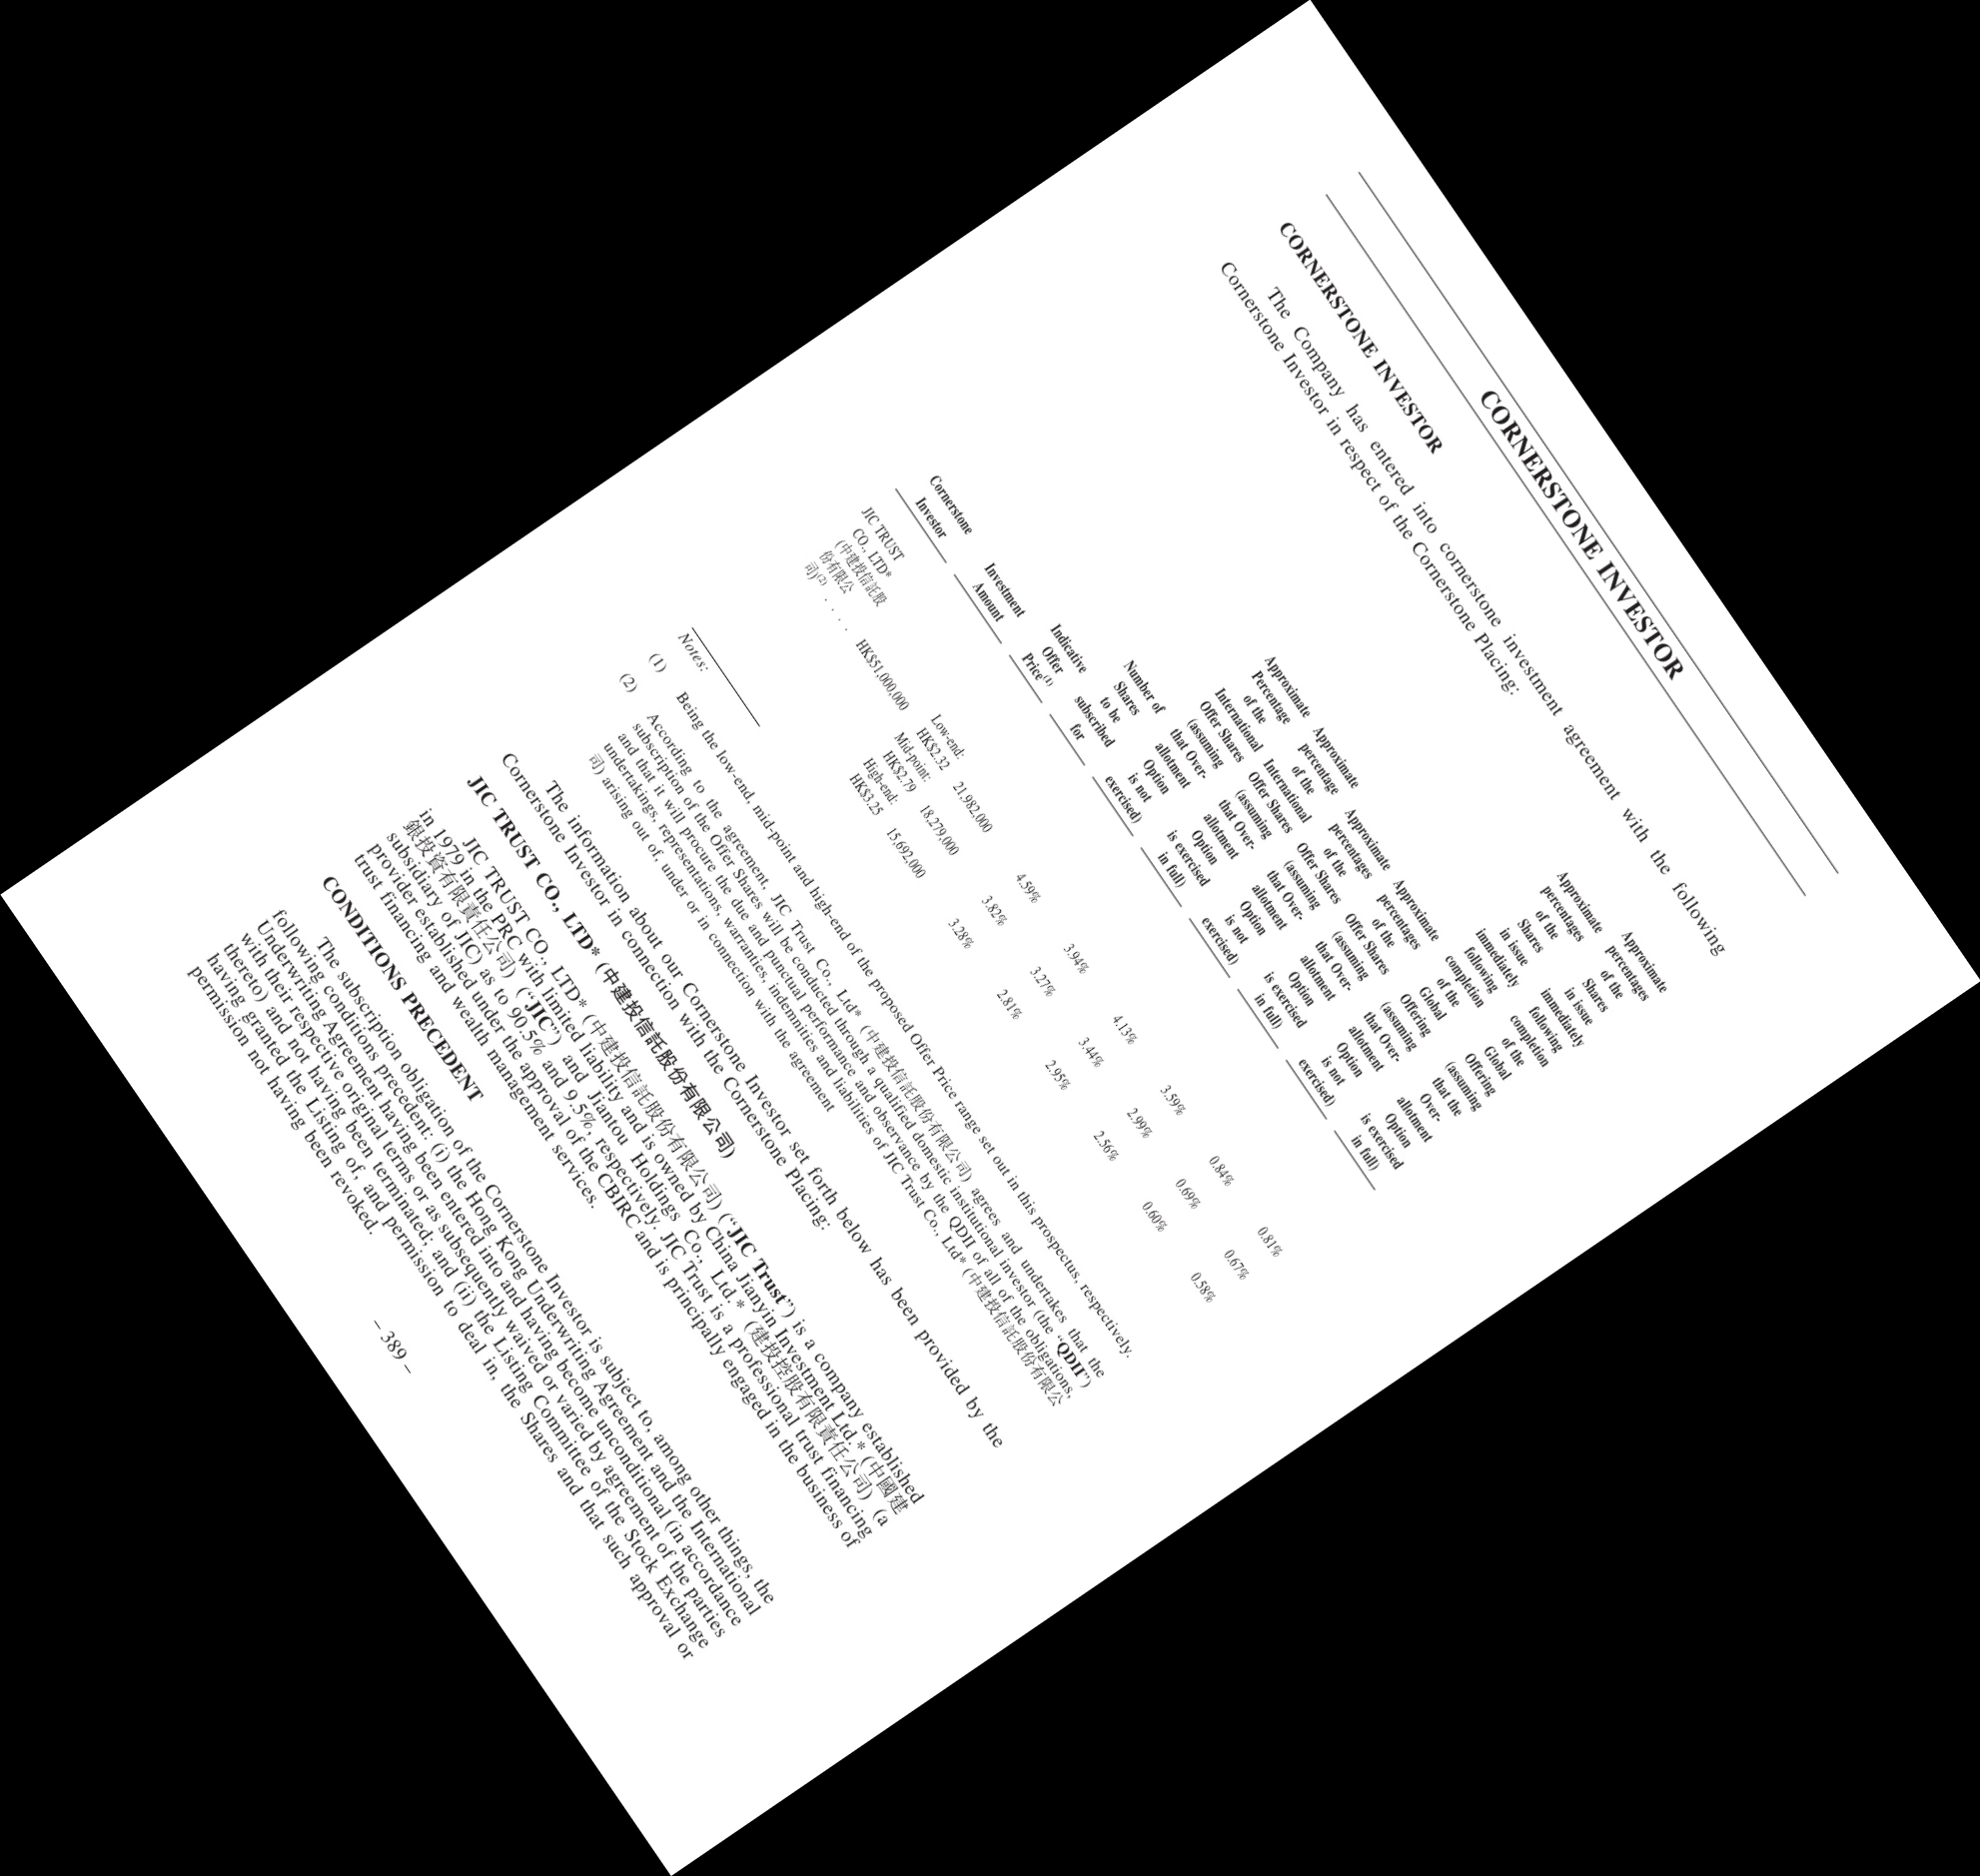 CORNERSTONE INVESTOR
CORNERSTONE INVESTOR
The Company has entered into cornerstone investment agreement with the following
Cornerstone Investor in respect of the Cornerstone Placing:
Cornerstone
Investor
Investment
Amount
Indicative
Offer
Price(1)
Number of
Shares
to be
subscribed
for
Approximate
Percentage
of the
International
Offer Shares
(assuming
that Over-
allotment
Option
is not
exercised)
Approximate
percentage
of the
International
Offer Shares
(assuming
that Over-
allotment
Option
is exercised
in full)
Approximate
percentages
of the
Offer Shares
(assuming
that Over-
allotment
Option
is not
exercised)
Approximate
percentages
of the
Offer Shares
(assuming
that Over-
allotment
Option
is exercised
in full)
Approximate
percentages
of the
Shares
in issue
immediately
following
completion
of the
Global
Offering
(assuming
that Over-
allotment
Option
is not
exercised)
Approximate
percentages
of the
Shares
in issue
immediately
following
completion
of the
Global
Offering
(assuming
that the
Over-
allotment
Option
is exercised
in full)
JIC TRUST
CO., LTD*
(中建投信託股
份有限公
司)(2) . . . . HK$51,000,000
Low-end:
HK$2.32 21,982,000 4.59% 3.94% 4.13% 3.59% 0.84% 0.81%
Mid-point:
HK$2.79 18,279,000 3.82% 3.27% 3.44% 2.99% 0.69% 0.67%
High-end:
HK$3.25 15,692,000 3.28% 2.81% 2.95% 2.56% 0.60% 0.58%
Notes:
(1) Being the low-end, mid-point and high-end of the proposed Offer Price range set out in this prospectus, respectively.
(2) According to the agreement, JIC Trust Co., Ltd* (中建投信託股份有限公司) agrees and undertakes that the
subscription of the Offer Shares will be conducted through a qualified domestic institutional investor (the “QDII”)
and that it will procure the due and punctual performance and observance by the QDII of all of the obligations,
undertakings, representations, warranties, indemnities and liabilities of JIC Trust Co., Ltd* (中建投信託股份有限公
司) arising out of, under or in connection with the agreement
The information about our Cornerstone Investor set forth below has been provided by the
Cornerstone Investor in connection with the Cornerstone Placing:
JIC TRUST CO., LTD* (中建投信託股份有限公司)
JIC TRUST CO., LTD* (中建投信託股份有限公司) (“JIC Trust”) is a company established
in 1979 in the PRC with limited liability and is owned by China Jianyin Investment Ltd.* (中國建
銀投資有限責任公司) (“JIC”) and Jiantou Holdings Co., Ltd.* (建投控股有限責任公司) (a
subsidiary of JIC) as to 90.5% and 9.5%, respectively. JIC Trust is a professional trust financing
provider established under the approval of the CBIRC and is principally engaged in the business of
trust financing and wealth management services.
CONDITIONS PRECEDENT
The subscription obligation of the Cornerstone Investor is subject to, among other things, the
following conditions precedent: (i) the Hong Kong Underwriting Agreement and the International
Underwriting Agreement having been entered into and having become unconditional (in accordance
with their respective original terms or as subsequently waived or varied by agreement of the parties
thereto) and not having been terminated; and (ii) the Listing Committee of the Stock Exchange
having granted the Listing of, and permission to deal in, the Shares and that such approval or
permission not having been revoked.
– 389 –